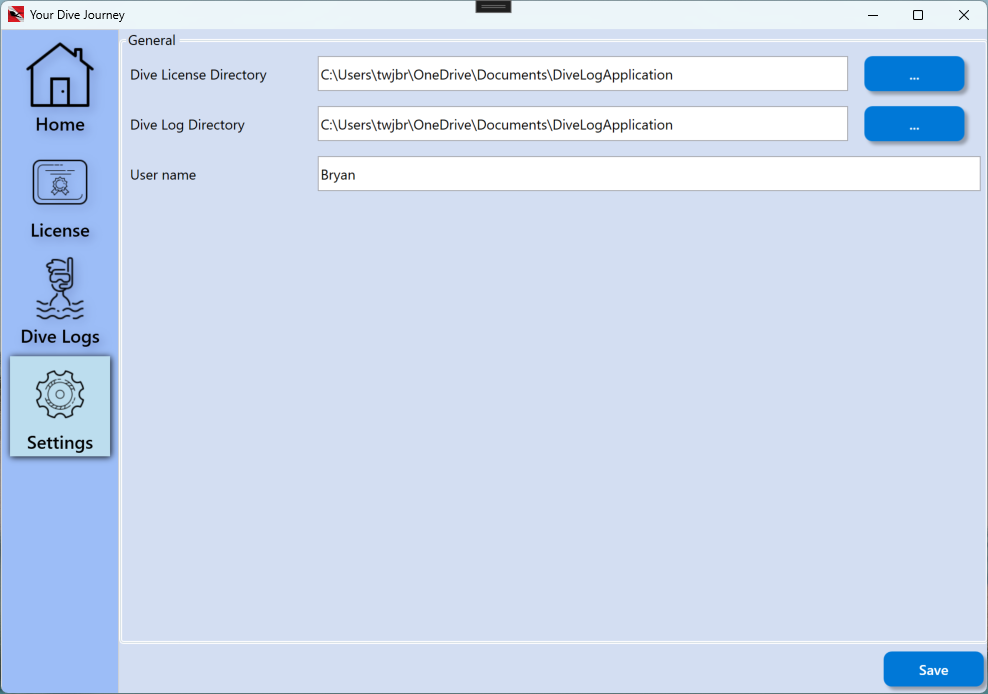 Your Dive Journey
General
Dive License Directory C:\Users\twjbr\OneDrive\Documents\DiveLogApplication ...
Dive Log Directory C:\Users\twjbr\OneDrive\Documents\DiveLogApplication ...
User name Bryan
Home
License
Dive Logs
Settings
Save